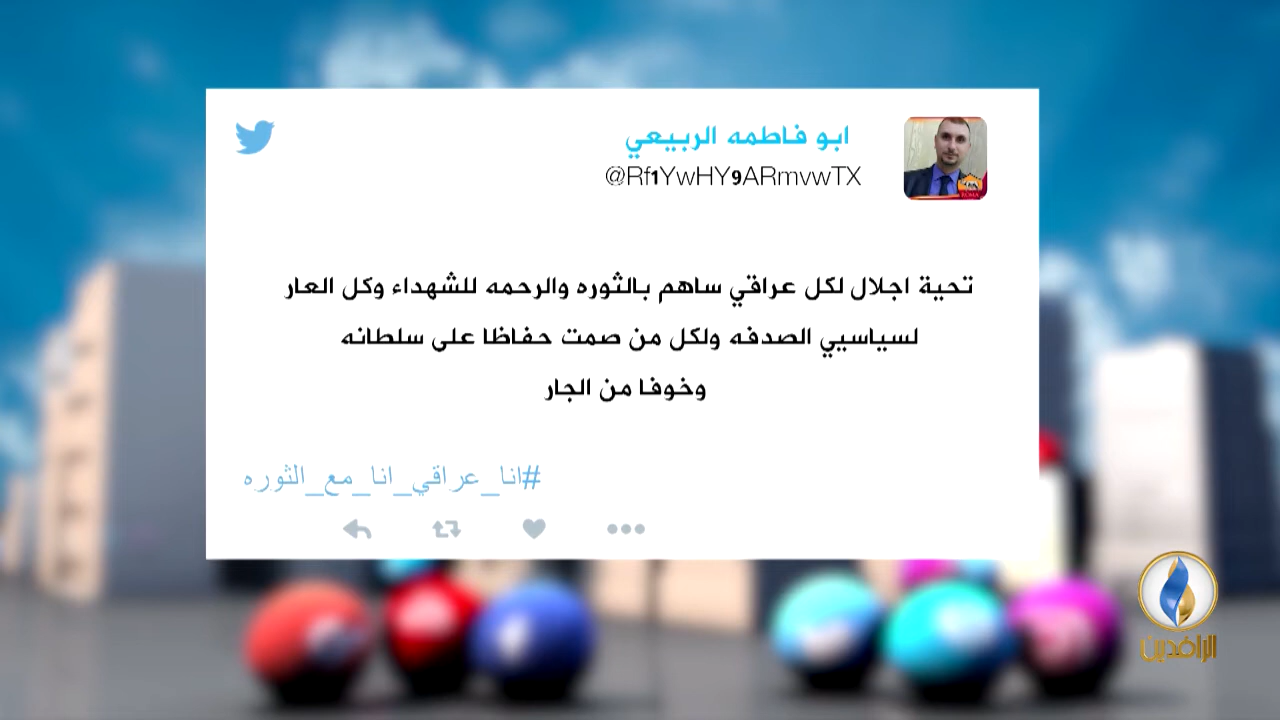 ابو فاطمه الربيعي
@Rf1YwHY9ARmvwTX
تحية اجلال لكل عراقي ساهم بالثوره والرحمه للشهداء وكل العار
لسياسيي الصدفه ولكل من صمت حفاظا على سلطانه
وخوفا من الجار
#انا_عراقي_انا_مع_الثوره
الرافدين
ROMA